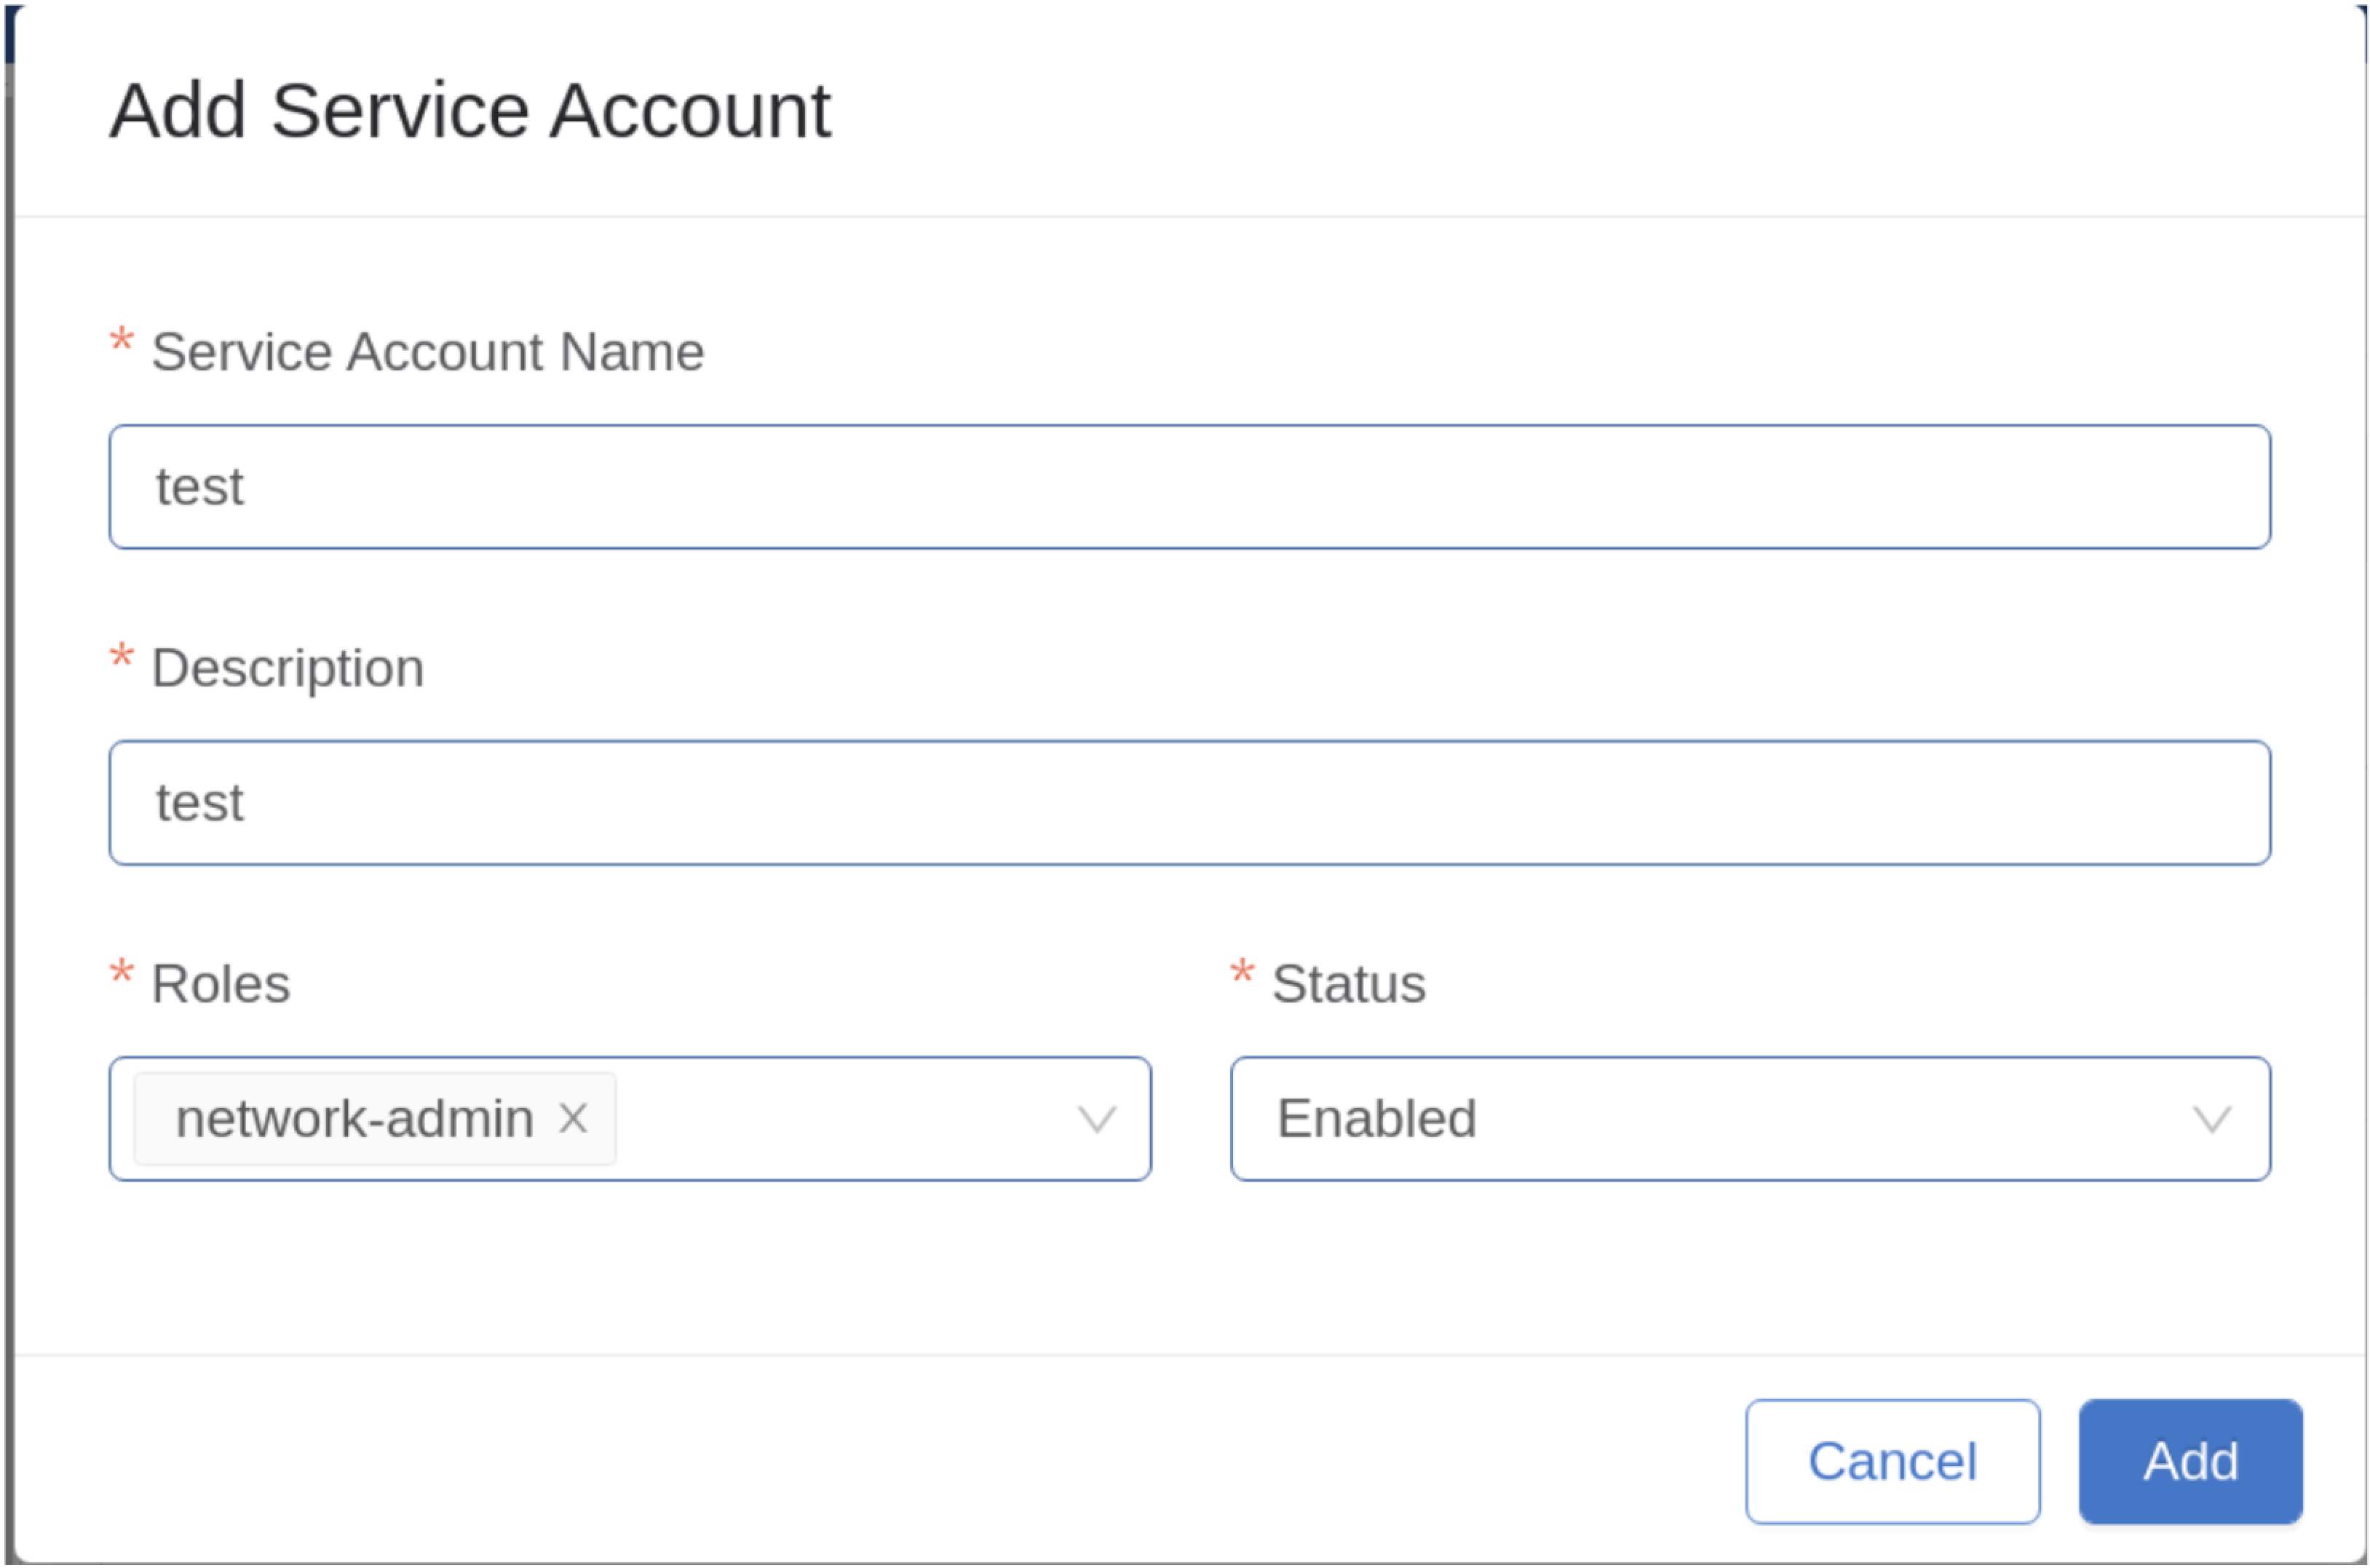 Add Service Account
* Service Account Name
test
* Description
test
* Roles * Status
network-admin Enabled
Cancel Add